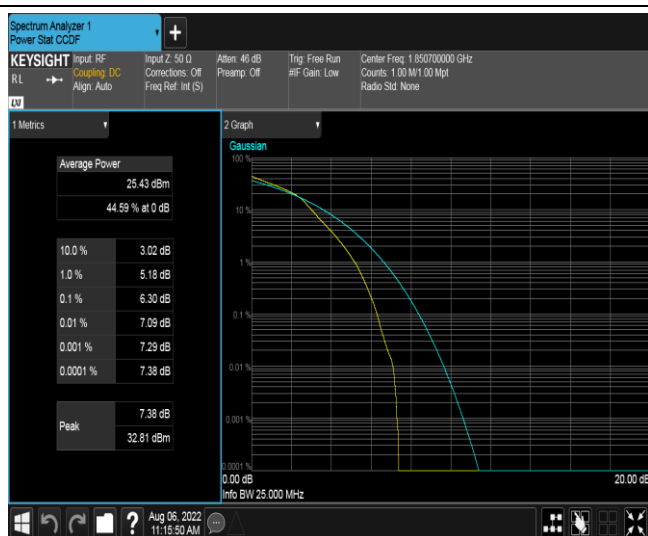 Spectrum Analyzer 1
Power Stat CCDF
+
KEYSIGHT
RL
LXI
Input: RF
Coupling: DC
Align: Auto
Input Z: 50 Ω
Corrections: Off
Freq Ref: Int (S)
Atten: 46 dB
Preamp: Off
Trig: Free Run
#IF Gain: Low
Center Freq: 1.850700000 GHz
Counts: 1.00 M/1.00 Mpt
Radio Std: None
1 Metrics
Average Power
25.43 dBm
44.59 % at 0 dB
10.0 % 3.02 dB
1.0 % 5.18 dB
0.1 % 6.30 dB
0.01 % 7.09 dB
0.001 % 7.29 dB
0.0001 % 7.38 dB
Peak
7.38 dB
32.81 dBm
2 Graph
Gaussian
100 %
10 %
1 %
0.1 %
0.01 %
0.001 %
0.0001 %
0.00 dB 20.00 dB
Info BW 25.000 MHz
?
Aug 06, 2022
11:15:50 AM